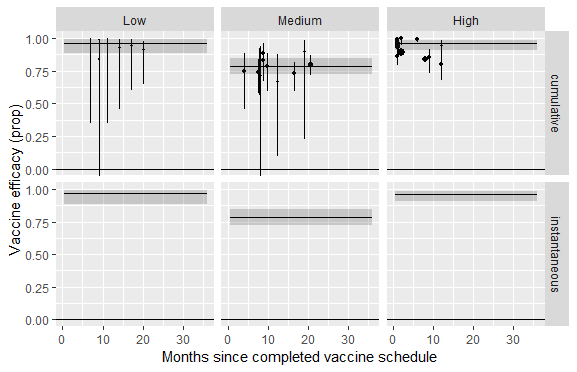 Low Medium High
1.00
0.75
0.50
0.25
0.00
cumulative
1.00
0.75
0.50
0.25
0.00
instantaneous
Vaccine efficacy (prop)
0 10 20 30 0 10 20 30 0 10 20 30
Months since completed vaccine schedule